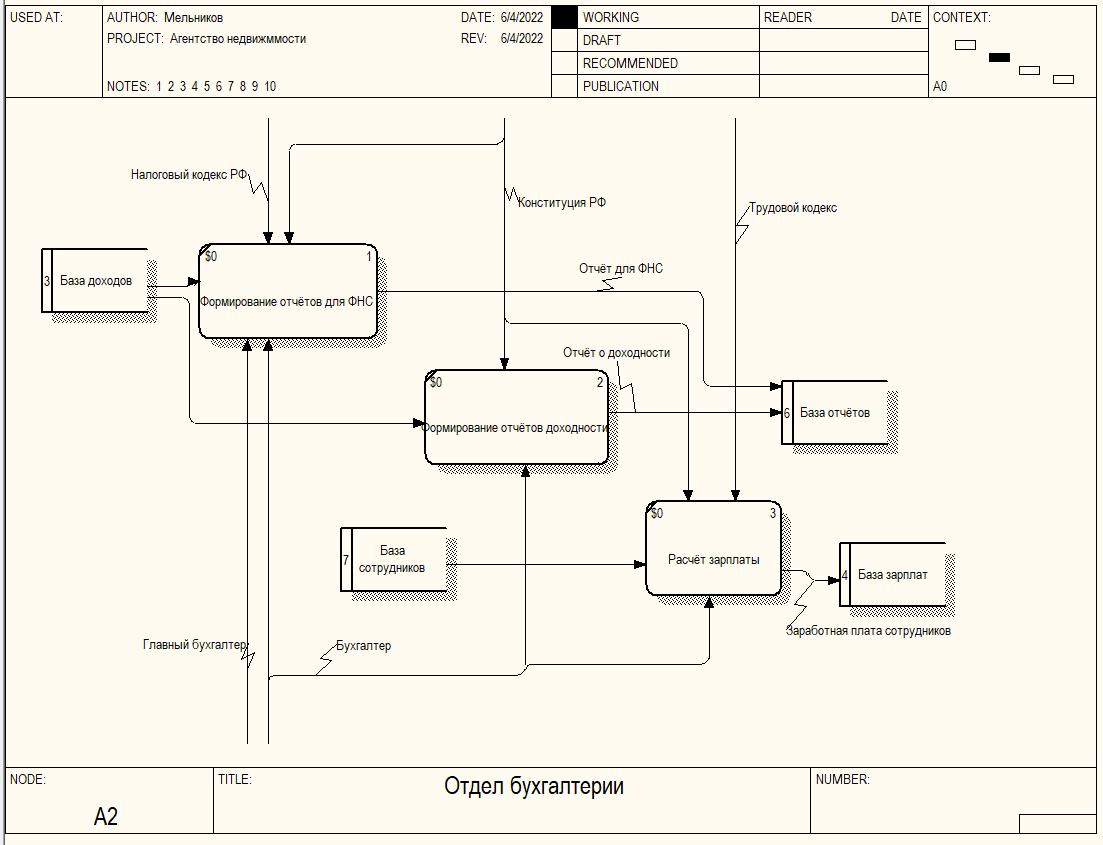 USED AT:
AUTHOR: Мельников
DATE: 6/4/2022
WORKING
READER
DATE
CONTEXT:
PROJECT: Агентство недвижммости
REV: 6/4/2022
DRAFT
RECOMMENDED
NOTES: 1 2 3 4 5 6 7 8 9 10
PUBLICATION
A0
Налоговый кодекс РФ
Конституция РФ
Трудовой кодекс
$0
1
Формирование отчётов для ФНС
3
База доходов
Отчёт для ФНС
Отчёт о доходности
$0
2
Формирование отчётов доходности
6
База отчётов
$0
3
Расчёт зарплаты
7
База
сотрудников
4
База зарплат
Заработная плата сотрудников
Главный бухгалтер
Бухгалтер
NODE:
A2
TITLE:
Отдел бухгалтерии
NUMBER: